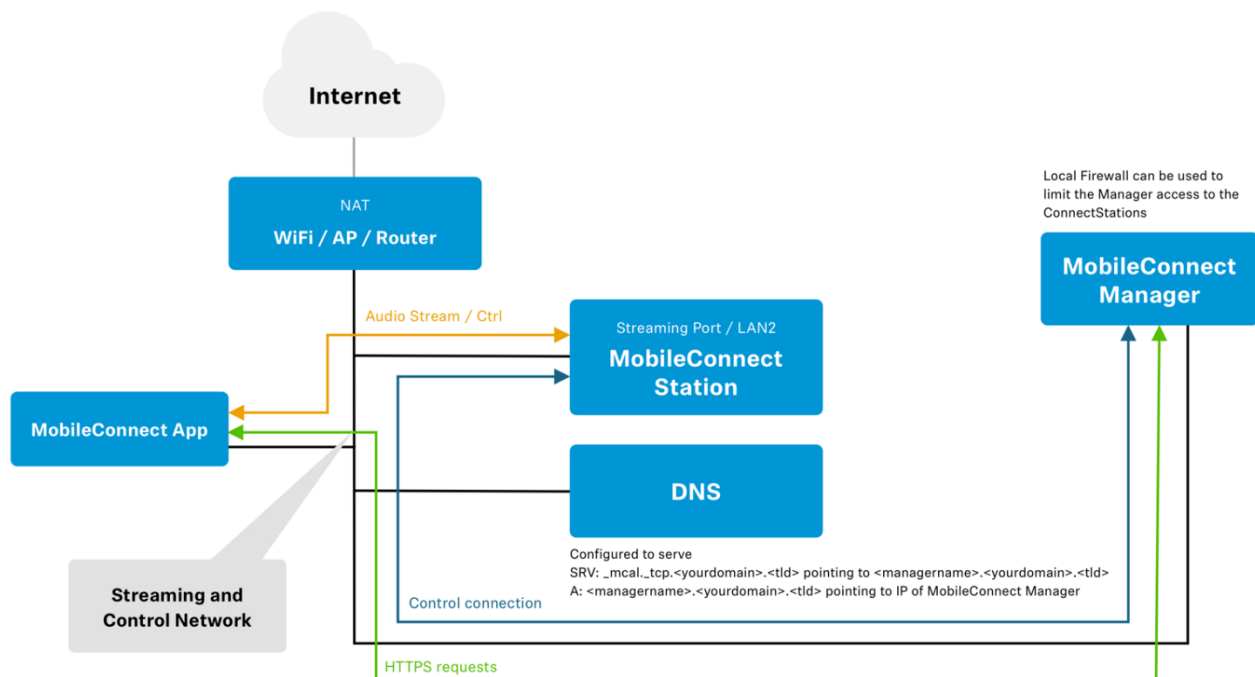 Internet
NAT
WiFi / AP / Router
Local Firewall can be used to
limit the Manager access to the
ConnectStations
MobileConnect
Manager
Audio Stream / Ctrl
Streaming Port / LAN2
MobileConnect
Station
MobileConnect App
DNS
Configured to serve
SRV: _mcal._tcp.<yourdomain>.<tld> pointing to <managername>.<yourdomain>.<tld>
A: <managername>.<yourdomain>.<tld> pointing to IP of MobileConnect Manager
Streaming and
Control Network
Control connection
HTTPS requests